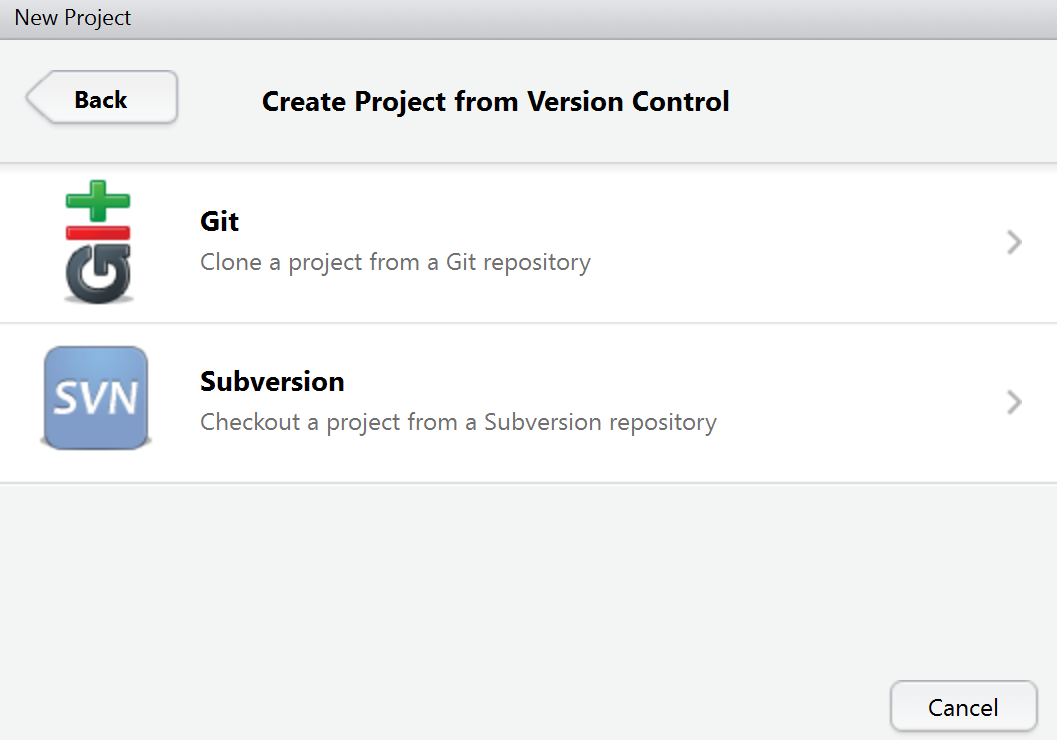 New Project
Back
Create Project from Version Control
Git
Clone a project from a Git repository
SVN
Subversion
Checkout a project from a Subversion repository
Cancel